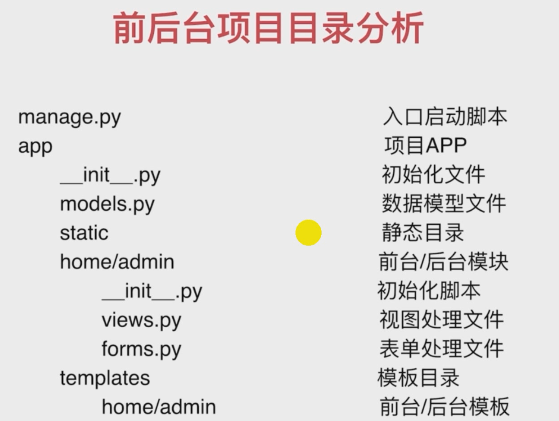 前后台项目目录分析
manage.py 入口启动脚本
app 项目APP
__init__.py 初始化文件
models.py 数据模型文件
static 静态目录
home/admin 前台/后台模块
__init__.py 初始化脚本
views.py 视图处理文件
forms.py 表单处理文件
templates 模板目录
home/admin 前台/后台模板